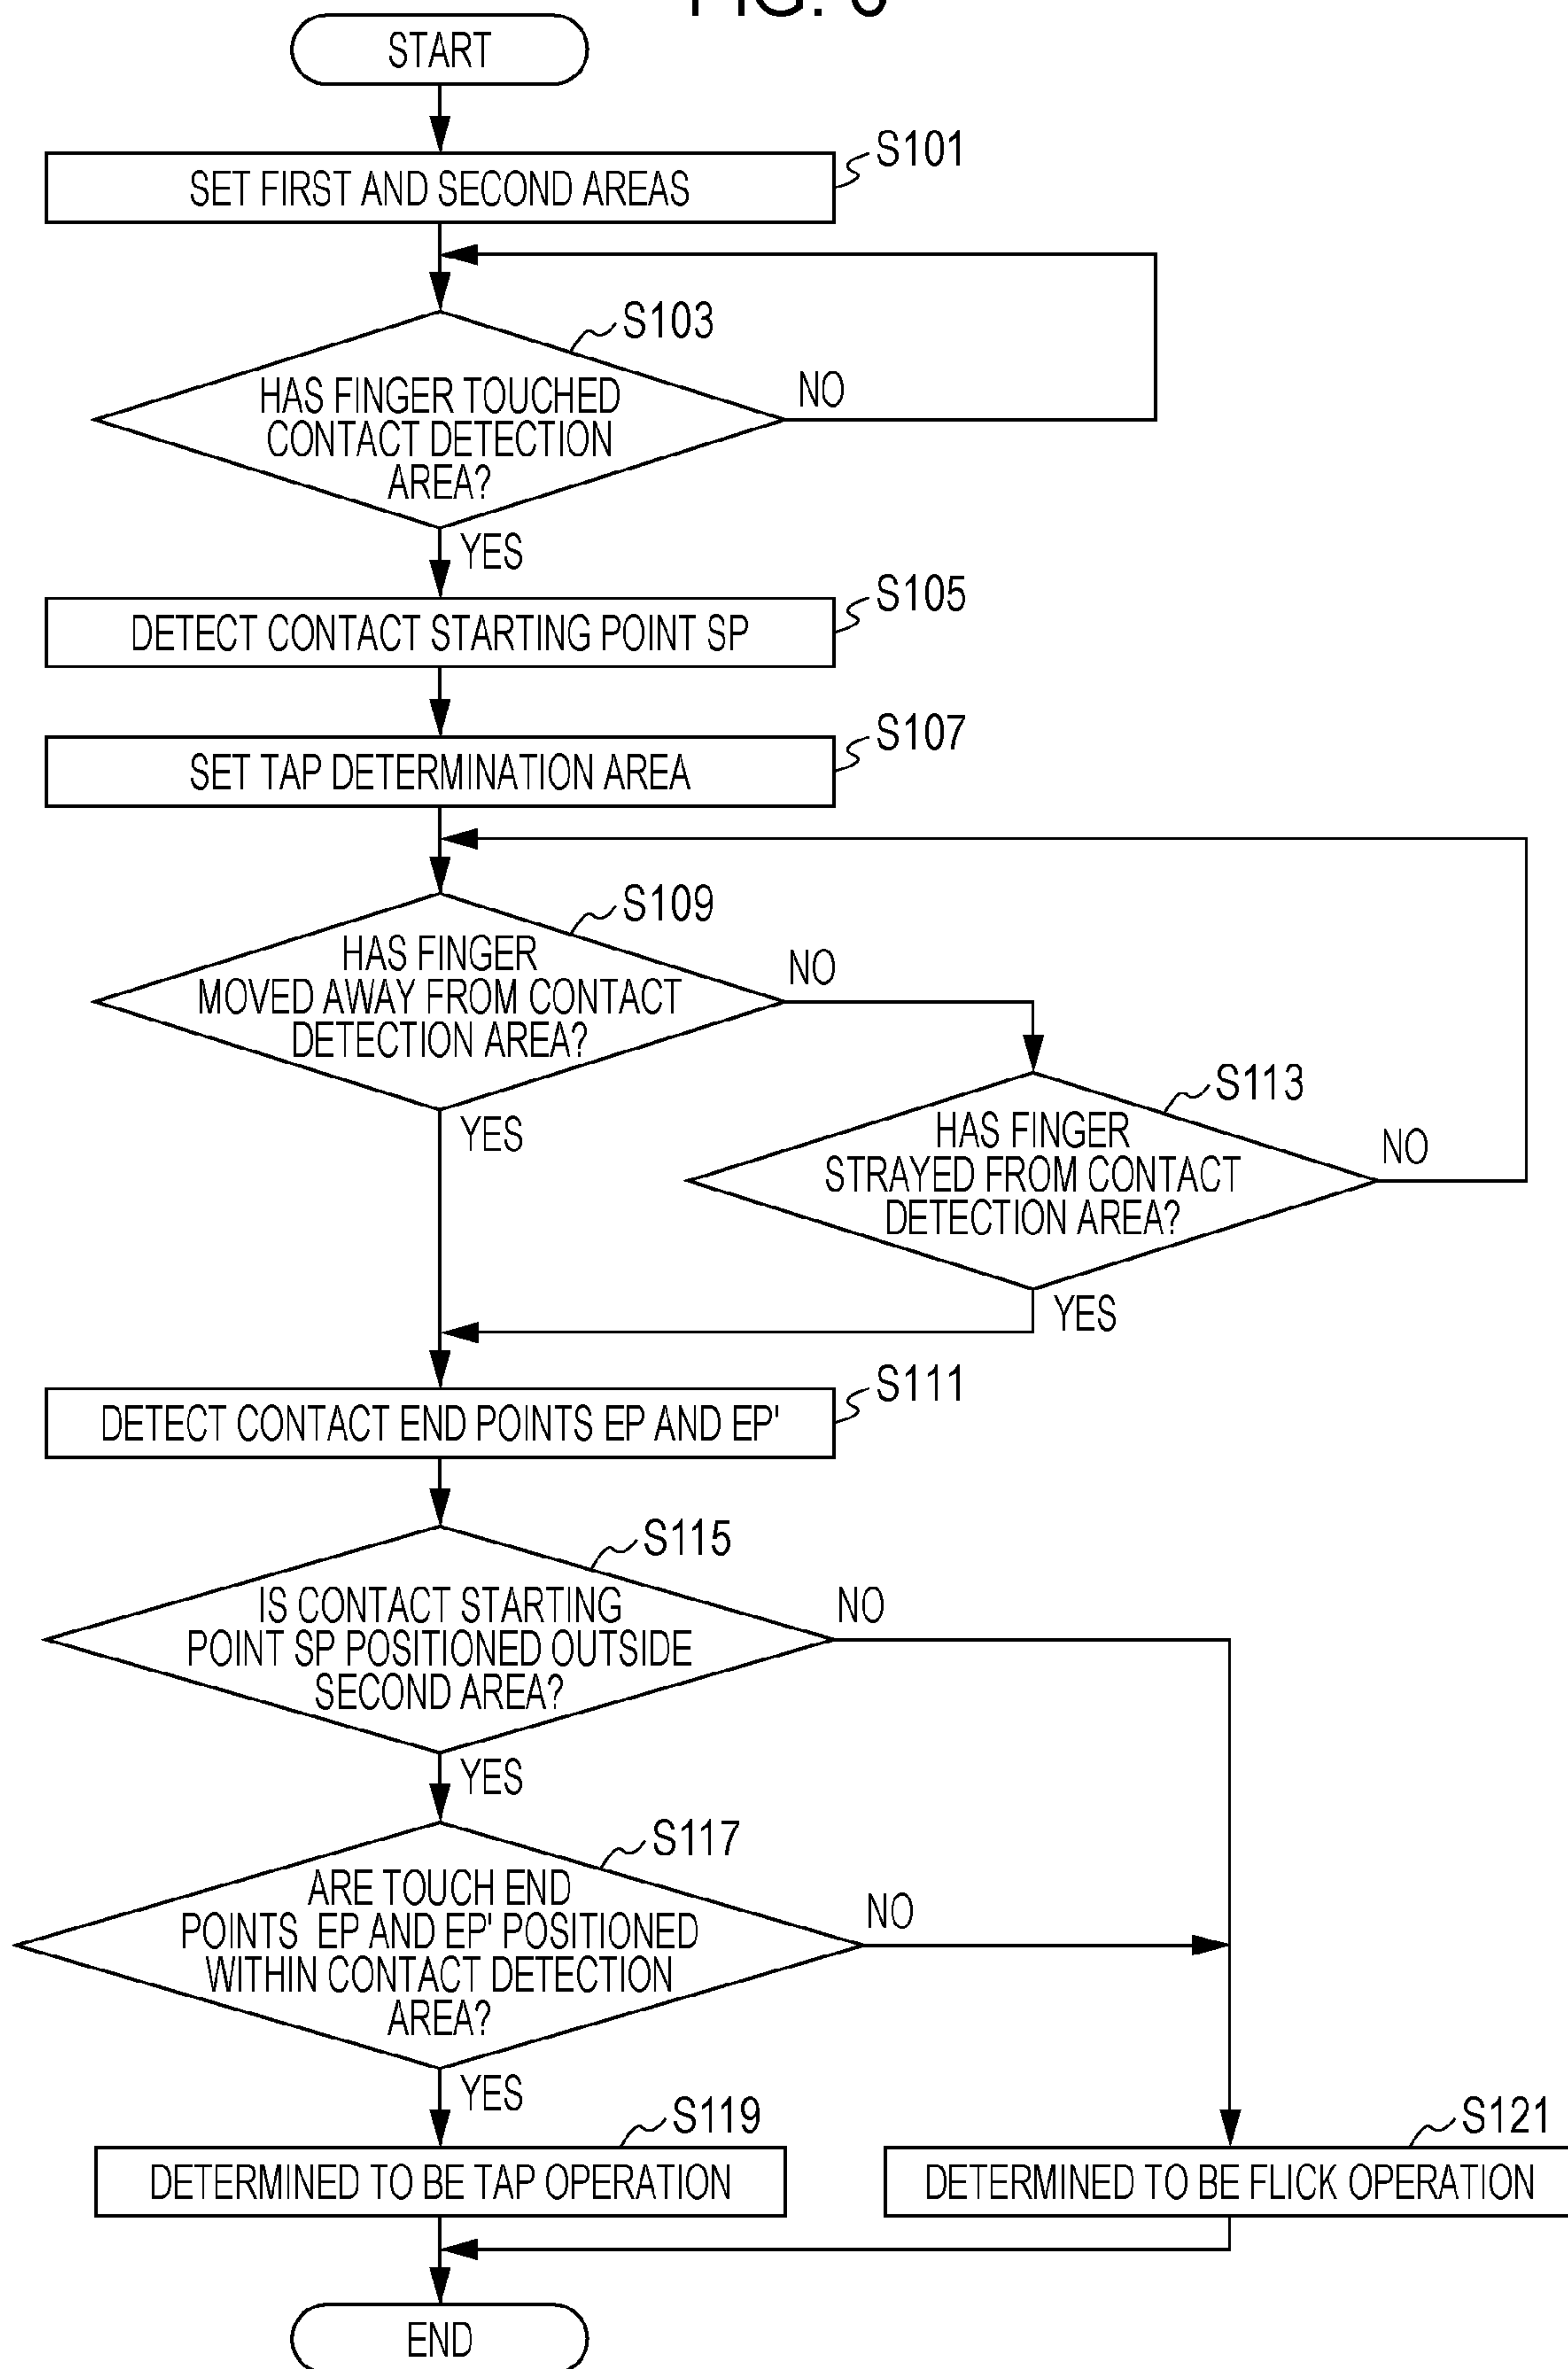 START
S101
SET FIRST AND SECOND AREAS
S103
HAS FINGER TOUCHED
CONTACT DETECTION
AREA?
NO
YES
S105
DETECT CONTACT STARTING POINT SP
S107
SET TAP DETERMINATION AREA
S109
HAS FINGER
MOVED AWAY FROM CONTACT
DETECTION AREA?
NO
YES
S113
HAS FINGER
STRAYED FROM CONTACT
DETECTION AREA?
NO
YES
S111
DETECT CONTACT END POINTS EP AND EP'
S115
IS CONTACT STARTING
POINT SP POSITIONED OUTSIDE
SECOND AREA?
NO
YES
S117
ARE TOUCH END
POINTS EP AND EP' POSITIONED
WITHIN CONTACT DETECTION
AREA?
NO
YES
S119
DETERMINED TO BE TAP OPERATION
S121
DETERMINED TO BE FLICK OPERATION
END